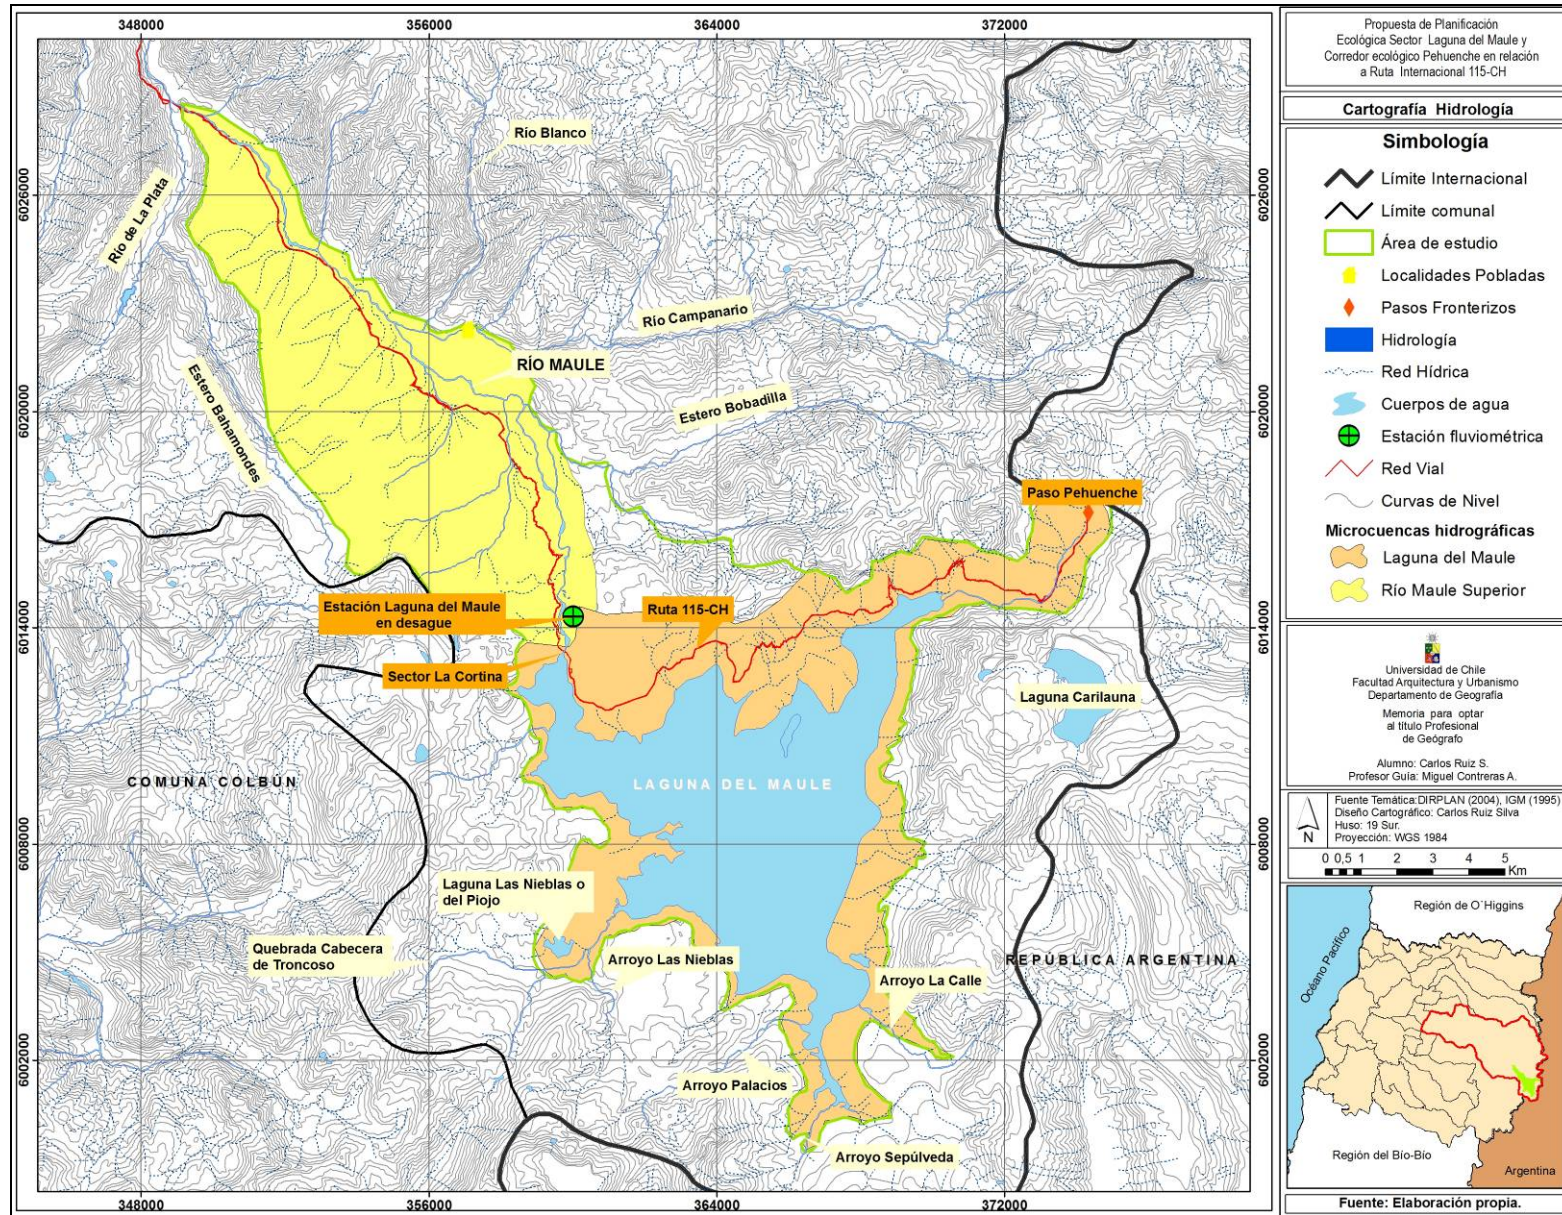 348000
356000
364000
372000
6026000
6020000
6014000
6008000
6002000
6026000
6020000
6014000
6008000
6002000
Río Blanco
Río de La Plata
Río Campanario
RÍO MAULE
Estero Bobadilla
Estero Bahamondes
Paso Pehuenche
Estación Laguna del Maule
en desague
Ruta 115-CH
Sector La Cortina
Laguna Carilauna
COMUNA COLBÚN
LAGUNA DEL MAULE
Laguna Las Nieblas o
del Piojo
Quebrada Cabecera
de Troncoso
Arroyo Las Nieblas
REPÚBLICA ARGENTINA
Arroyo La Calle
Arroyo Palacios
Arroyo Sepúlveda
348000
356000
364000
372000
Propuesta de Planificación
Ecológica Sector Laguna del Maule y
Corredor ecológico Pehuenche en relación
a Ruta Internacional 115-CH
Cartografía Hidrología
Simbología
Límite Internacional
Límite comunal
Área de estudio
Localidades Pobladas
Pasos Fronterizos
Hidrología
Red Hídrica
Cuerpos de agua
Estación fluviométrica
Red Vial
Curvas de Nivel
Microcuencas hidrográficas
Laguna del Maule
Río Maule Superior
Universidad de Chile
Facultad Arquitectura y Urbanismo
Departamento de Geografía
Memoria para optar
al título Profesional
de Geógrafo
Alumno: Carlos Ruiz S.
Profesor Guía: Miguel Contreras A.
N
Fuente Temática:DIRPLAN (2004), IGM (1995)
Diseño Cartográfico: Carlos Ruiz Silva
Huso: 19 Sur.
Proyección: WGS 1984
0 0,5 1 2 3 4 5
Km
Región de O´Higgins
Océano Pacífico
Región del Bío-Bío
Argentina
Fuente: Elaboración propia.